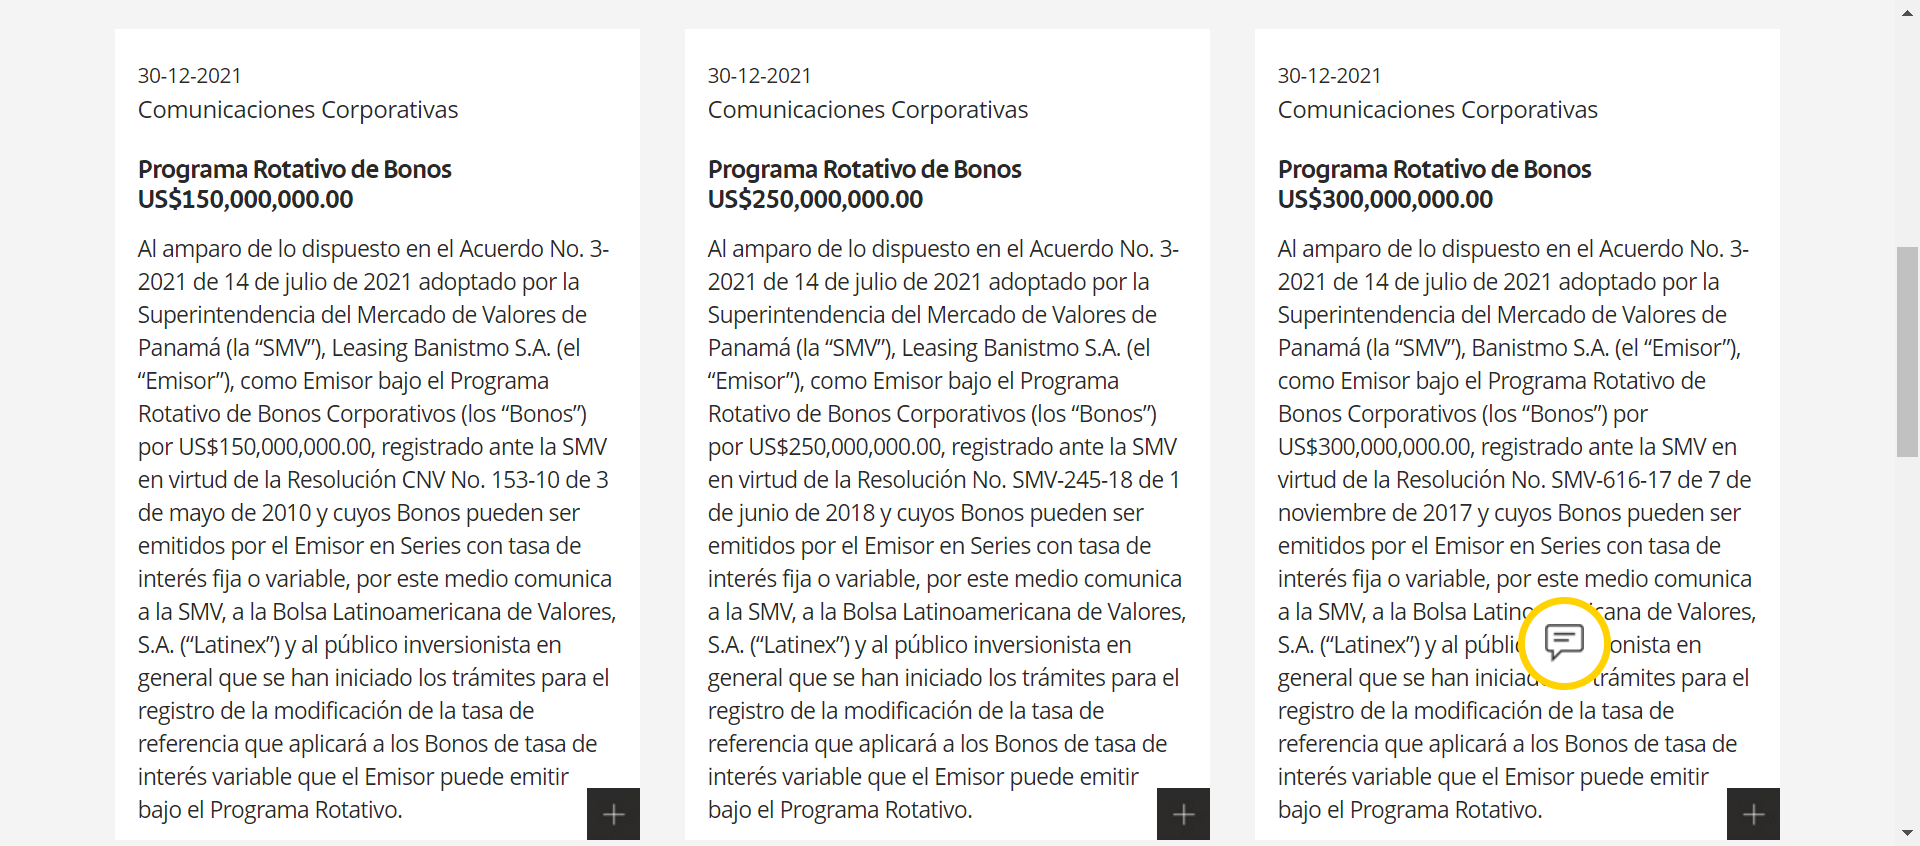 30-12-2021
Comunicaciones Corporativas
Programa Rotativo de Bonos
US$150,000,000.00
Al amparo de lo dispuesto en el Acuerdo No. 3-
2021 de 14 de julio de 2021 adoptado por la
Superintendencia del Mercado de Valores de
Panamá (la “SMV”), Leasing Banistmo S.A. (el
“Emisor”), como Emisor bajo el Programa
Rotativo de Bonos Corporativos (los “Bonos”)
por US$150,000,000.00, registrado ante la SMV
en virtud de la Resolución CNV No. 153-10 de 3
de mayo de 2010 y cuyos Bonos pueden ser
emitidos por el Emisor en Series con tasa de
interés fija o variable, por este medio comunica
a la SMV, a la Bolsa Latinoamericana de Valores,
S.A. (“Latinex”) y al público inversionista en
general que se han iniciado los trámites para el
registro de la modificación de la tasa de
referencia que aplicará a los Bonos de tasa de
interés variable que el Emisor puede emitir
bajo el Programa Rotativo.
30-12-2021
Comunicaciones Corporativas
Programa Rotativo de Bonos
US$250,000,000.00
Al amparo de lo dispuesto en el Acuerdo No. 3-
2021 de 14 de julio de 2021 adoptado por la
Superintendencia del Mercado de Valores de
Panamá (la “SMV”), Leasing Banistmo S.A. (el
“Emisor”), como Emisor bajo el Programa
Rotativo de Bonos Corporativos (los “Bonos”)
por US$250,000,000.00, registrado ante la SMV
en virtud de la Resolución No. SMV-245-18 de 1
de junio de 2018 y cuyos Bonos pueden ser
emitidos por el Emisor en Series con tasa de
interés fija o variable, por este medio comunica
a la SMV, a la Bolsa Latinoamericana de Valores,
S.A. (“Latinex”) y al público inversionista en
general que se han iniciado los trámites para el
registro de la modificación de la tasa de
referencia que aplicará a los Bonos de tasa de
interés variable que el Emisor puede emitir
bajo el Programa Rotativo.
30-12-2021
Comunicaciones Corporativas
Programa Rotativo de Bonos
US$300,000,000.00
Al amparo de lo dispuesto en el Acuerdo No. 3-
2021 de 14 de julio de 2021 adoptado por la
Superintendencia del Mercado de Valores de
Panamá (la “SMV”), Banistmo S.A. (el “Emisor”),
como Emisor bajo el Programa Rotativo de
Bonos Corporativos (los “Bonos”) por
US$300,000,000.00, registrado ante la SMV en
virtud de la Resolución No. SMV-616-17 de 7 de
noviembre de 2017 y cuyos Bonos pueden ser
emitidos por el Emisor en Series con tasa de
interés fija o variable, por este medio comunica
a la SMV, a la Bolsa de Valores,
S.A. (“Latinex”) y al en
general que se han trámites para el
registro de la modificación de la tasa de
referencia que aplicará a los Bonos de tasa de
interés variable que el Emisor puede emitir
bajo el Programa Rotativo.